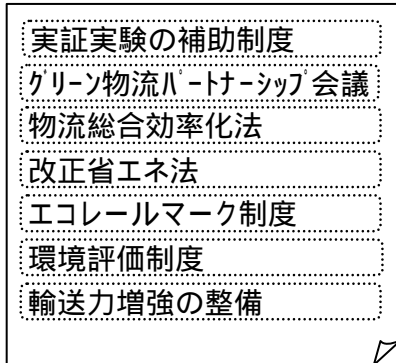 実証実験の補助制度
ｸﾞﾘｰﾝ物流ﾊﾟｰﾄﾅｰｼｯﾌﾟ会議
物流総合効率化法
改正省エネ法
エコレールマーク制度
環境評価制度
輸送力増強の整備